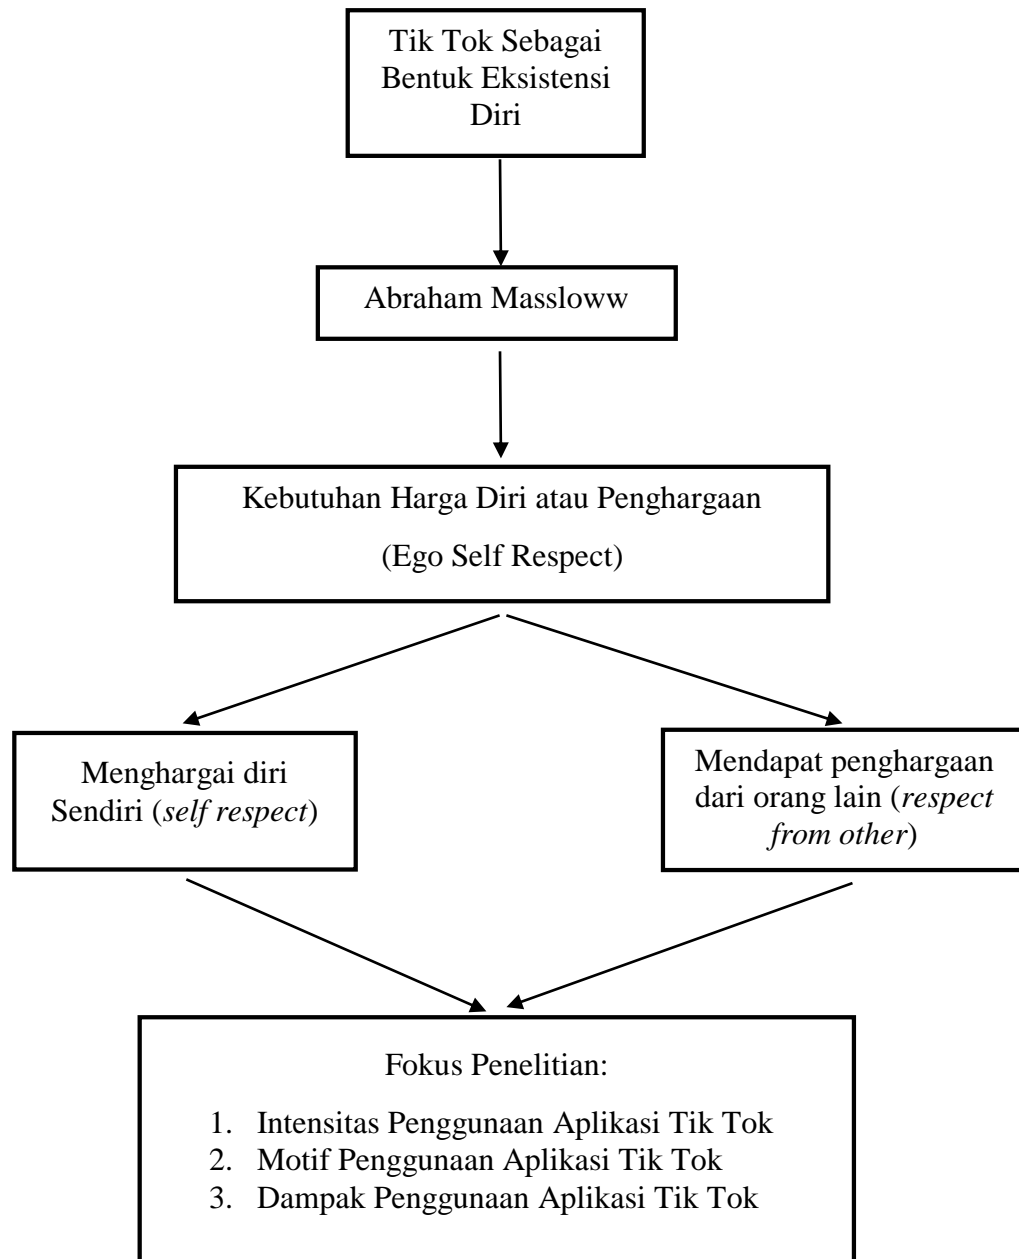 Tik Tok Sebagai
Bentuk Eksistensi
Diri
Abraham Massloww
Kebutuhan Harga Diri atau Penghargaan
(Ego Self Respect)
Menghargai diri
Sendiri (self respect)
Mendapat penghargaan
dari orang lain (respect
from other)
Fokus Penelitian:
1. Intensitas Penggunaan Aplikasi Tik Tok
2. Motif Penggunaan Aplikasi Tik Tok
3. Dampak Penggunaan Aplikasi Tik Tok